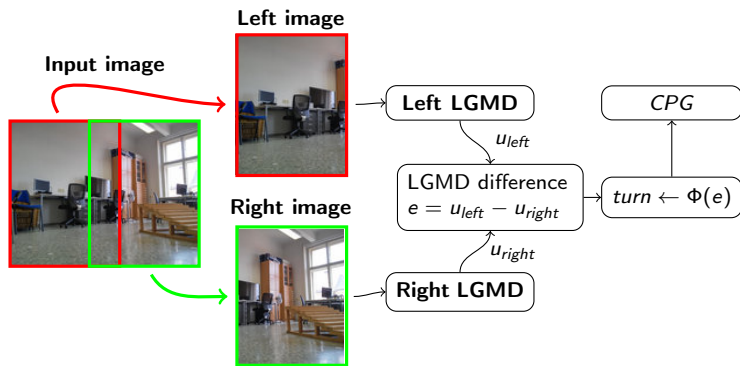 Left image
Input image
Left LGMD
CPG
u_left
LGMD difference
e = u_left − u_right
turn ← Φ(e)
Right image
u_right
Right LGMD